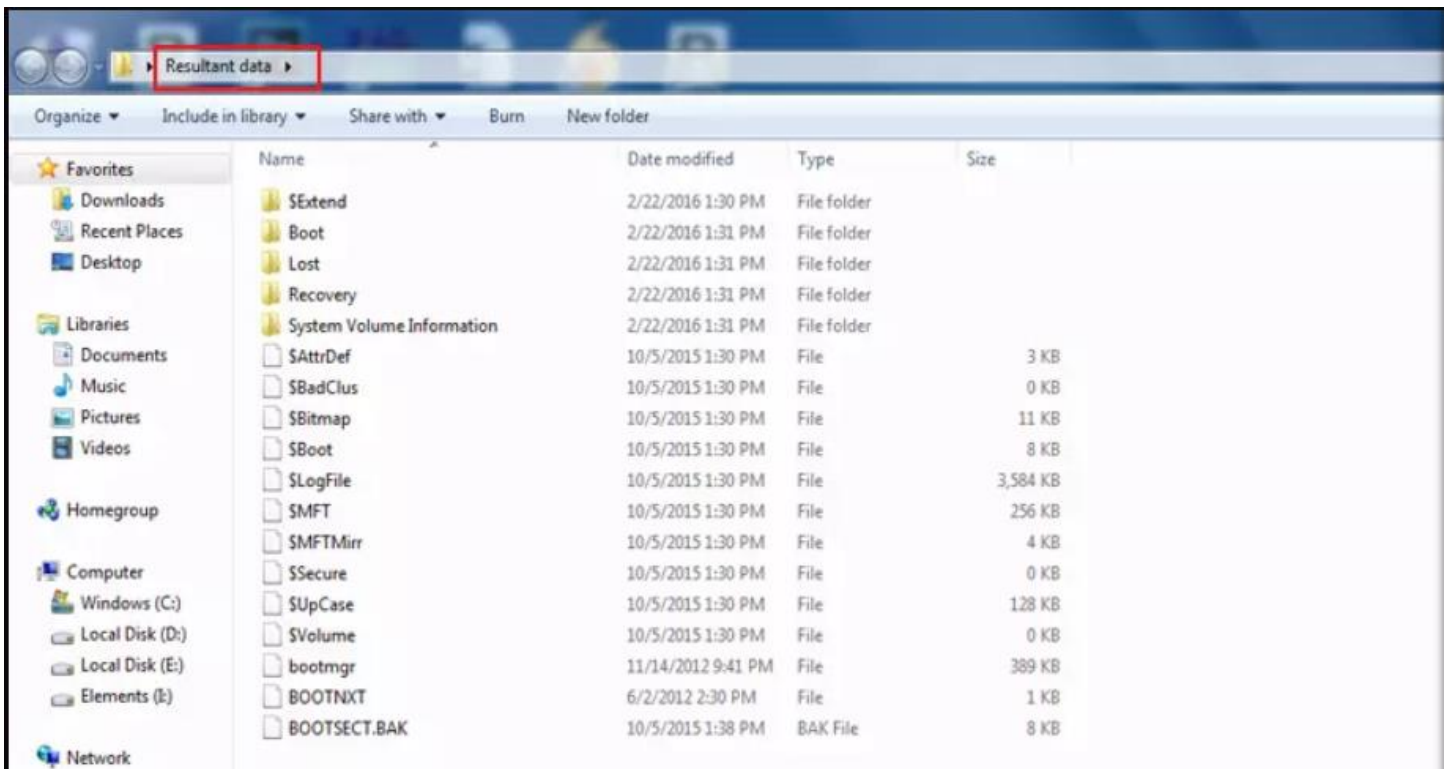 Resultant data
Organize Include in library Share with Burn New folder
Favorites
Downloads
Recent Places
Desktop
Libraries
Documents
Music
Pictures
Videos
Homegroup
Computer
Windows (C:)
Local Disk (D:)
Local Disk (E:)
Elements (I:)
Network
Name Date modified Type Size
$Extend 2/22/2016 1:30 PM File folder
Boot 2/22/2016 1:31 PM File folder
Lost 2/22/2016 1:31 PM File folder
Recovery 2/22/2016 1:31 PM File folder
System Volume Information 2/22/2016 1:31 PM File folder
$AttrDef 10/5/2015 1:30 PM File 3 KB
$BadClus 10/5/2015 1:30 PM File 0 KB
$Bitmap 10/5/2015 1:30 PM File 11 KB
$Boot 10/5/2015 1:30 PM File 8 KB
$LogFile 10/5/2015 1:30 PM File 3,584 KB
$MFT 10/5/2015 1:30 PM File 256 KB
$MFTMirr 10/5/2015 1:30 PM File 4 KB
$Secure 10/5/2015 1:30 PM File 0 KB
$UpCase 10/5/2015 1:30 PM File 128 KB
$Volume 10/5/2015 1:30 PM File 0 KB
bootmgr 11/14/2012 9:41 PM File 389 KB
BOOTNXT 6/2/2012 2:30 PM File 1 KB
BOOTSECT.BAK 10/5/2015 1:38 PM BAK File 8 KB